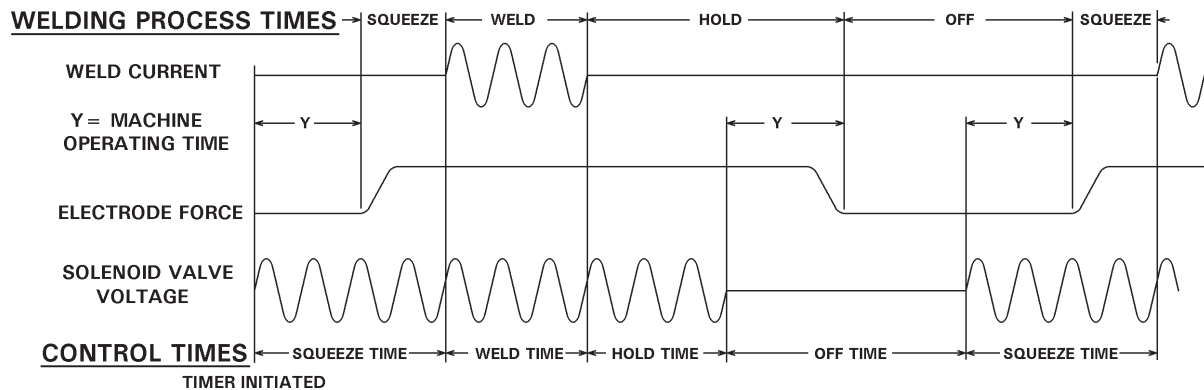 WELDING PROCESS TIMES SQUEEZE WELD HOLD OFF SQUEEZE
WELD CURRENT
Y = MACHINE
OPERATING TIME
Y Y Y
ELECTRODE FORCE
SOLENOID VALVE
VOLTAGE
CONTROL TIMES SQUEEZE TIME WELD TIME HOLD TIME OFF TIME SQUEEZE TIME
TIMER INITIATED